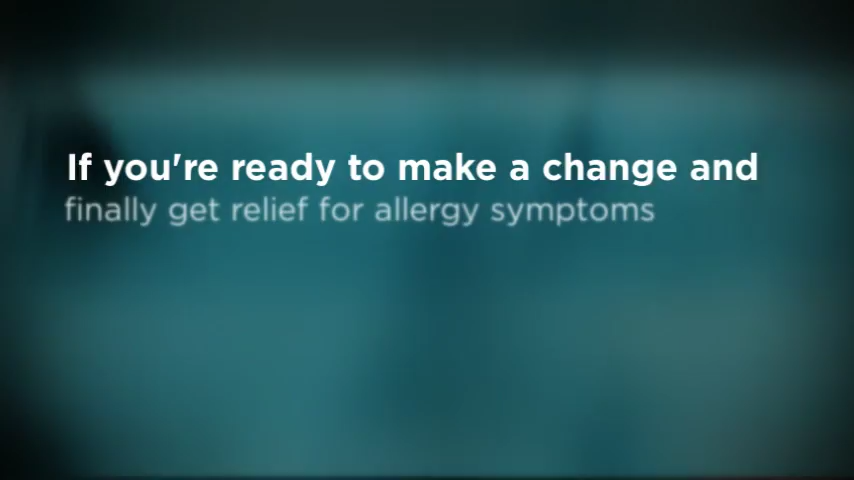 If you're ready to make a change and
finally get relief for allergy symptoms